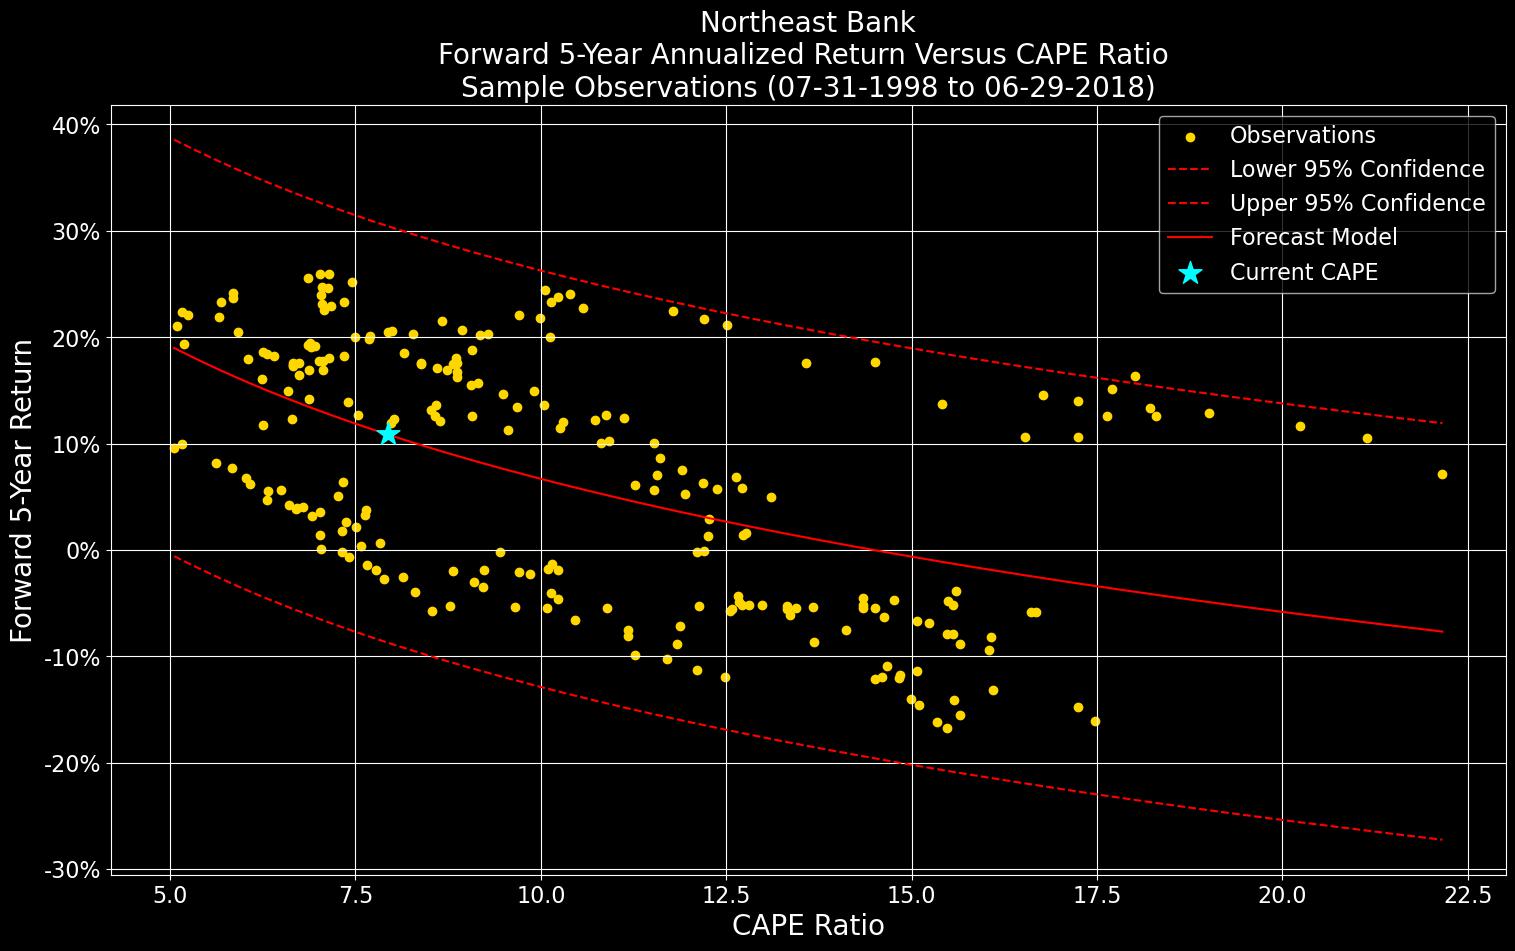 Northeast Bank
Forward 5-Year Annualized Return Versus CAPE Ratio
Sample Observations (07-31-1998 to 06-29-2018)
Observations
Lower 95% Confidence
Upper 95% Confidence
Forecast Model
Current CAPE
Forward 5-Year Return
40%
30%
20%
10%
0%
-10%
-20%
-30%
5.0 7.5 10.0 12.5 15.0 17.5 20.0 22.5
CAPE Ratio